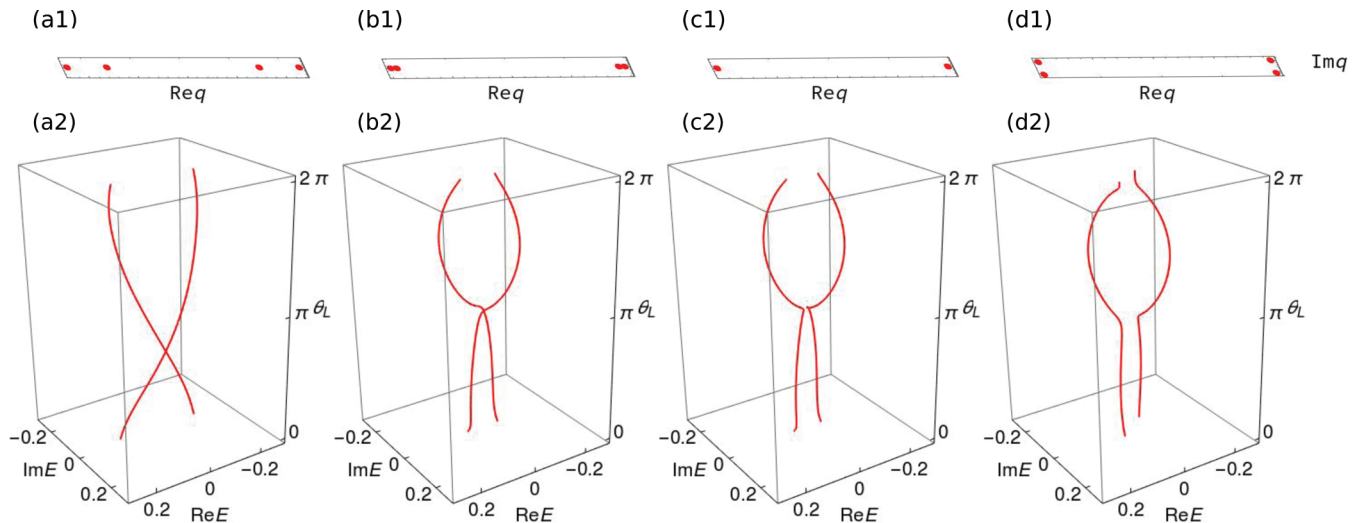 (a1) (b1) (c1) (d1)
Req Req Req Imq
(a2) (b2) (c2) (d2)
2π 2π 2π 2π
π θL π θL π θL π θL
0 0 0 0
−0.2 −0.2 −0.2 −0.2
ImE 0 ImE 0 ImE 0 ImE 0
0.2 0.2 0.2 0.2
−0.2 −0.2 −0.2 −0.2
0 0 0 0
0.2 ReE 0.2 ReE 0.2 ReE 0.2 ReE